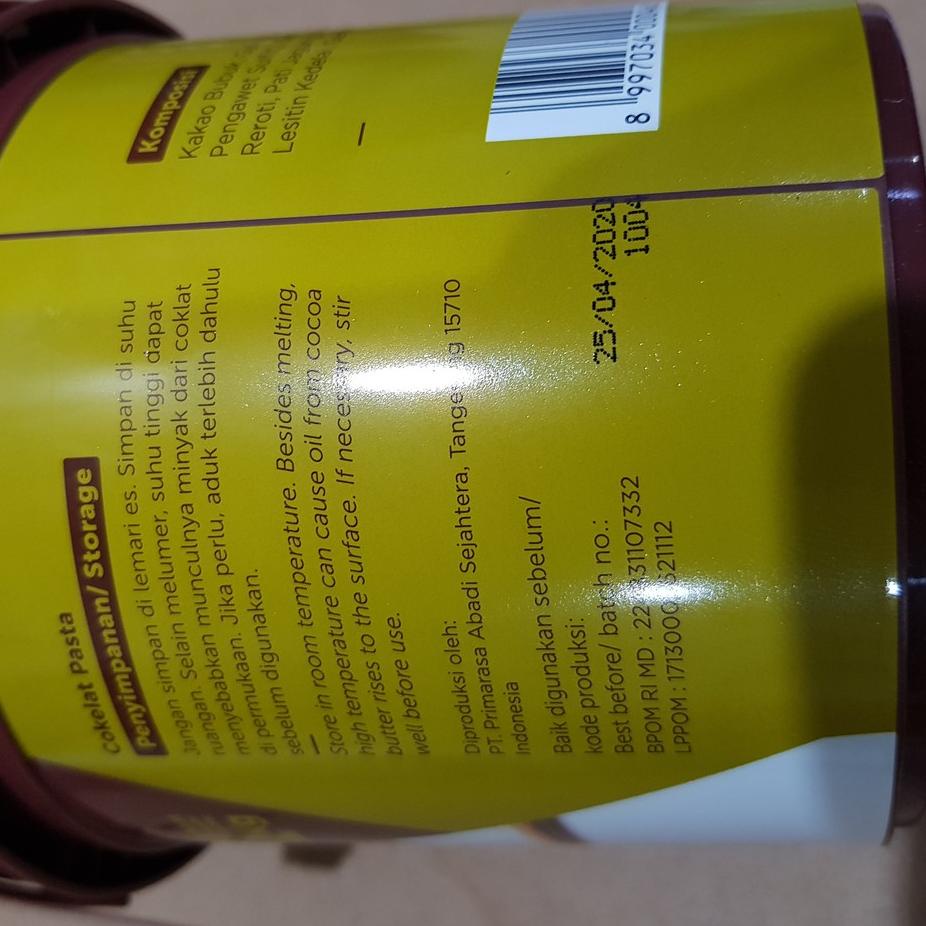 Cokelat Pasta
Penyimpanan/ Storage
Jangan simpan di lemari es. Simpan di suhu
ruangan. Selain melumer, suhu tinggi dapat
menyebabkan munculnya minyak dari coklat
di permukaan. Jika perlu, aduk terlebih dahulu
sebelum digunakan.
Store in room temperature. Besides melting,
high temperature can cause oil from cocoa
butter rises to the surface. If necessary, stir
well before use.
Diproduksi oleh:
PT. Primarasa Abadi Sejahtera, Tangerang 15710
Indonesia
Baik digunakan sebelum/
kode produksi:
Best before/ batch no.:
25/04/2020
1004
BPOM RI MD :
LPPOM :
Komposisi
Kakao Bubuk
Pengawet
Reroti, Pati
Lesitin Kedelai
8 997034